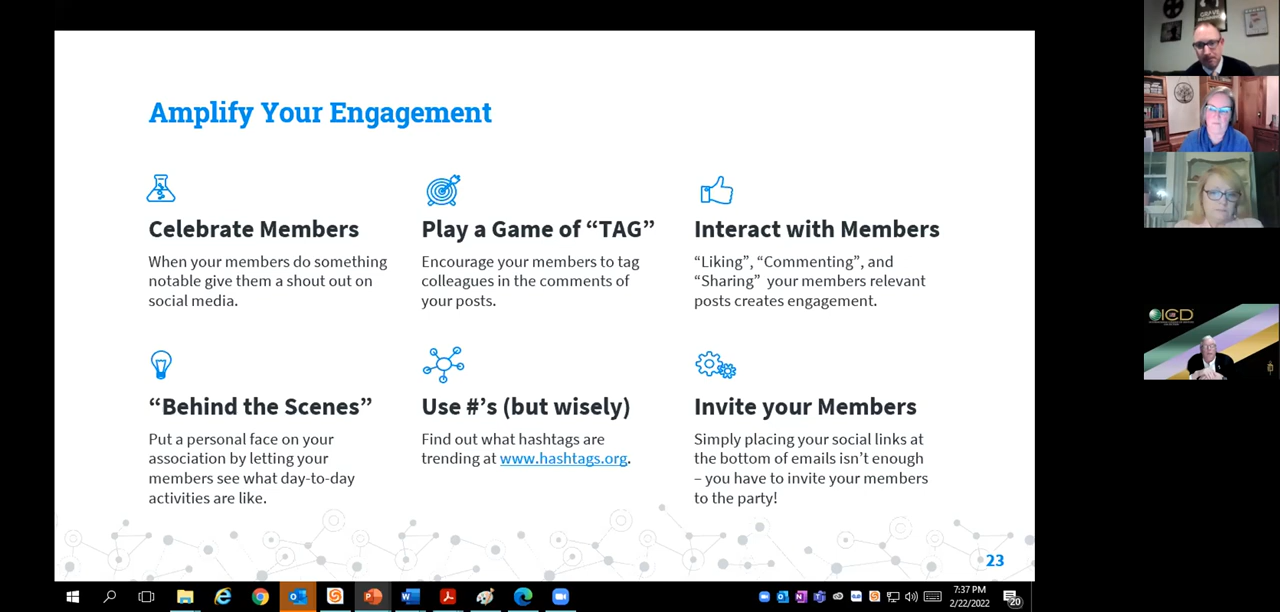 Amplify Your Engagement
Celebrate Members
When your members do something
notable give them a shout out on
social media.
Play a Game of “TAG”
Encourage your members to tag
colleagues in the comments of
your posts.
Interact with Members
“Liking”, “Commenting”, and
“Sharing” your members relevant
posts creates engagement.
“Behind the Scenes”
Put a personal face on your
association by letting your
members see what day-to-day
activities are like.
Use #’s (but wisely)
Find out what hashtags are
trending at www.hashtags.org.
Invite your Members
Simply placing your social links at
the bottom of emails isn’t enough
– you have to invite your members
to the party!
23
ICD
7:37 PM
2/22/2022
20